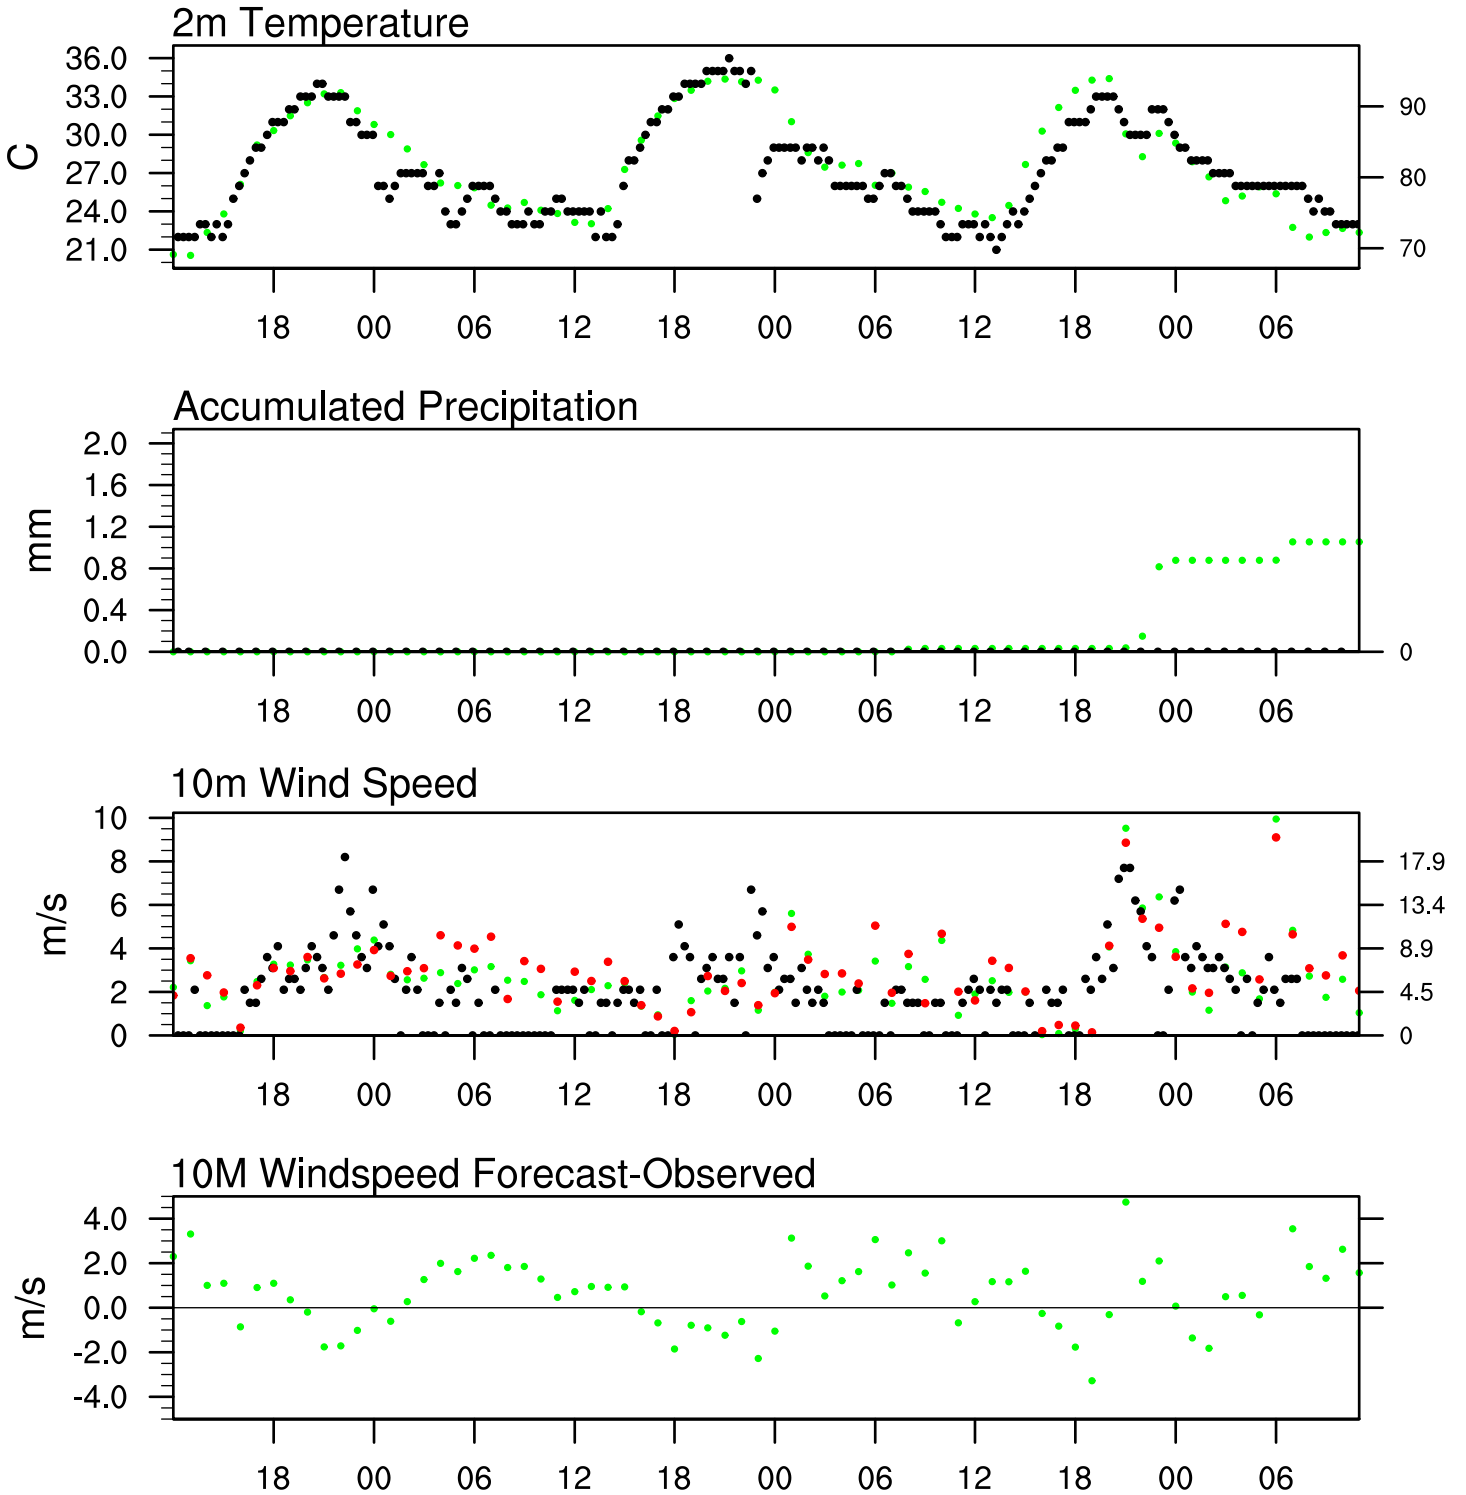 2m Temperature
36.0
33.0
30.0
27.0
24.0
21.0
C
90
80
70
18 00 06 12 18 00 06 12 18 00 06
Accumulated Precipitation
2.0
1.6
1.2
0.8
0.4
0.0
mm
0
18 00 06 12 18 00 06 12 18 00 06
10m Wind Speed
10
8
6
4
2
0
m/s
17.9
13.4
8.9
4.5
0
18 00 06 12 18 00 06 12 18 00 06
10M Windspeed Forecast-Observed
4.0
2.0
0.0
-2.0
-4.0
m/s
18 00 06 12 18 00 06 12 18 00 06